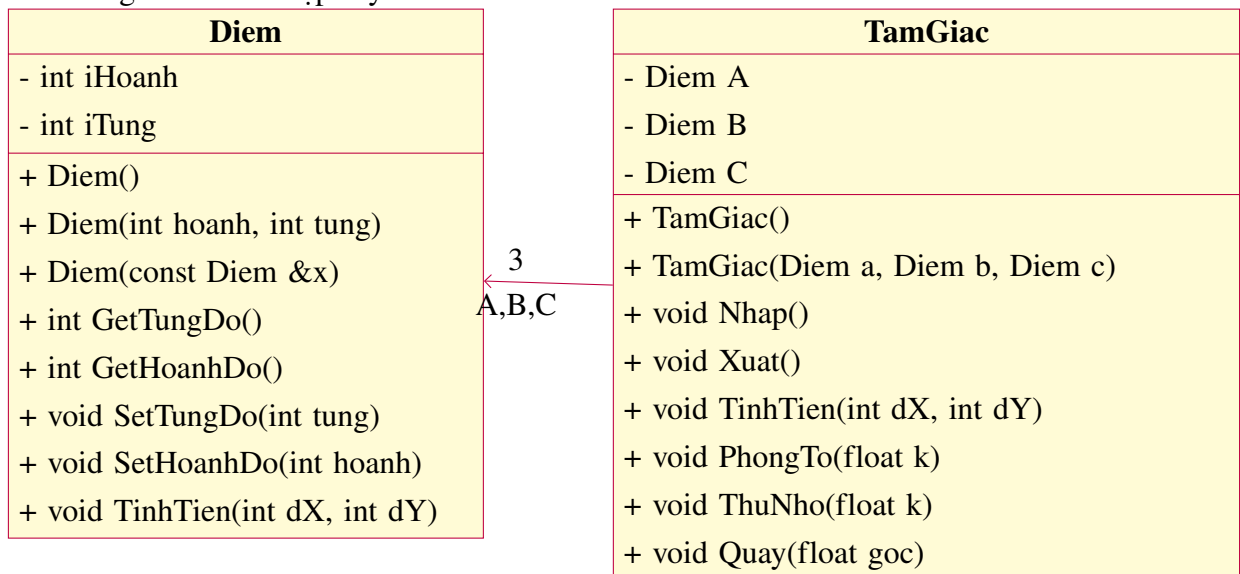 Diem
- int iHoanh
- int iTung
+ Diem()
+ Diem(int hoanh, int tung)
+ Diem(const Diem &x)
+ int GetTungDo()
+ int GetHoanhDo()
+ void SetTungDo(int tung)
+ void SetHoanhDo(int hoanh)
+ void TinhTien(int dX, int dY)
3
A,B,C
TamGiac
- Diem A
- Diem B
- Diem C
+ TamGiac()
+ TamGiac(Diem a, Diem b, Diem c)
+ void Nhap()
+ void Xuat()
+ void TinhTien(int dX, int dY)
+ void PhongTo(float k)
+ void ThuNho(float k)
+ void Quay(float goc)